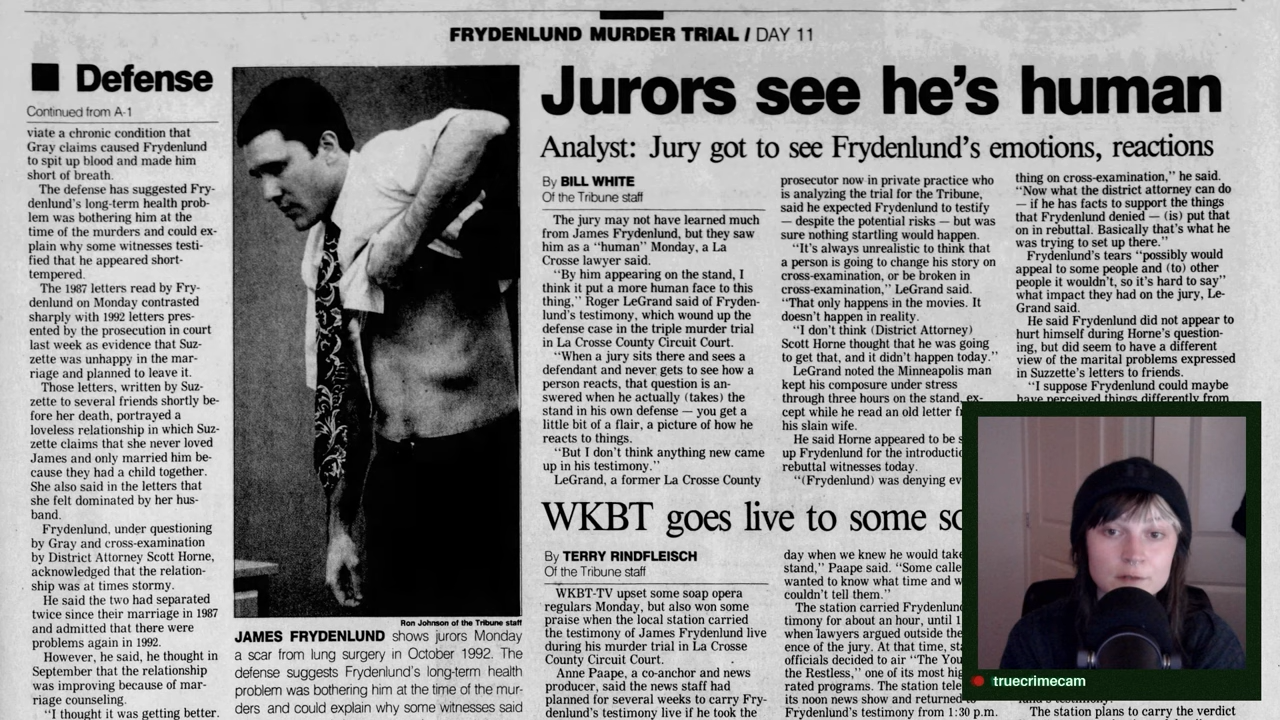 FRYDENLUND MURDER TRIAL / DAY 11
■ Defense
Continued from A-1
viate a chronic condition that
Gray claims caused Frydenlund
to spit up blood and made him
short of breath.
The defense has suggested Fry-
denlund's long-term health prob-
lem was bothering him at the
time of the murders and could ex-
plain why some witnesses testi-
fied that he appeared short-
tempered.
The 1987 letters read by Fry-
denlund on Monday contrasted
sharply with 1992 letters pres-
ented by the prosecution in court
last week as evidence that Suz-
zette was unhappy in the mar-
riage and planned to leave it.
Those letters, written by Suz-
zette to several friends shortly be-
fore her death, portrayed a
loveless relationship in which Suz-
zette claims that she never loved
James and only married him be-
cause they had a child together.
She also said in the letters that
she felt dominated by her hus-
band.
Frydenlund, under questioning
by Gray and cross-examination
by District Attorney Scott Horne,
acknowledged that the relation-
ship was at times stormy.
He said the two had separated
twice since their marriage in 1987
and admitted that there were
problems again in 1992.
However, he said, he thought in
September that the relationship
was improving because of mar-
riage counseling.
"I thought it was getting better.
Ron Johnson of the Tribune staff
JAMES FRYDENLUND shows jurors Monday
a scar from lung surgery in October 1992. The
defense suggests Frydenlund's long-term health
problem was bothering him at the time of the mur-
ders and could explain why some witnesses said
Jurors see he's human
Analyst: Jury got to see Frydenlund's emotions, reactions
By BILL WHITE
Of the Tribune staff
The jury may not have learned much
from James Frydenlund, but they saw
him as a "human" Monday, a La
Crosse lawyer said.
"By him appearing on the stand, I
think it put a more human face to this
thing," Roger LeGrand said of Fryden-
lund's testimony, which wound up the
defense case in the triple murder trial
in La Crosse County Circuit Court.
"When a jury sits there and sees a
defendant and never gets to see how a
person reacts, that question is an-
swered when he actually (takes) the
stand in his own defense — you get a
little bit of a flair, a picture of how he
reacts to things.
"But I don't think anything new came
up in his testimony."
LeGrand, a former La Crosse County
prosecutor now in private practice who
is analyzing the trial for the Tribune,
said he expected Frydenlund to testify
— despite the potential risks — but was
sure nothing startling would happen.
"It's always unrealistic to think that
a person is going to change his story on
cross-examination, or be broken in
cross-examination," LeGrand said.
"That only happens in the movies. It
doesn't happen in reality.
"I don't think (District Attorney)
Scott Horne thought that he was going
to get that, and it didn't happen today."
LeGrand noted the Minneapolis man
kept his composure under stress
through three hours on the stand, ex-
cept while he read an old letter
his slain wife.
He said Horne appeared to be
up Frydenlund for the introduc
rebuttal witnesses today.
"(Frydenlund) was denying
thing on cross-examination," he said.
"Now what the district attorney can do
— if he has facts to support the things
that Frydenlund denied — (is) put that
on in rebuttal. Basically that's what he
was trying to set up there."
Frydenlund's tears "possibly would
appeal to some people and (to) other
people it wouldn't, so it's hard to say"
what impact they had on the jury, Le-
Grand said.
He said Frydenlund did not appear to
hurt himself during Horne's question-
ing, but did seem to have a different
view of the marital problems expressed
in Suzzette's letters to friends.
"I suppose Frydenlund could maybe
have perceived things differently from
WKBT goes live to some
By TERRY RINDFLEISCH
Of the Tribune staff
WKBT-TV upset some soap opera
regulars Monday, but also won some
praise when the local station carried
the testimony of James Frydenlund live
during his murder trial in La Crosse
County Circuit Court.
Anne Paape, a co-anchor and news
producer, said the news staff had
planned for several weeks to carry Fry-
denlund's testimony live if he took the
day when we knew he would take
stand," Paape said. "Some calle
wanted to know what time and w
couldn't tell them."
The station carried Frydenlund
timony for about an hour, until 1
when lawyers argued outside the
ence of the jury. At that time, sta
officials decided to air "The You
the Restless," one of its most hig
rated programs. The station tele
its noon news show and returned
Frydenlund's testimony from 1:30 p.m.
The station plans to carry the verdict
truecrimecam